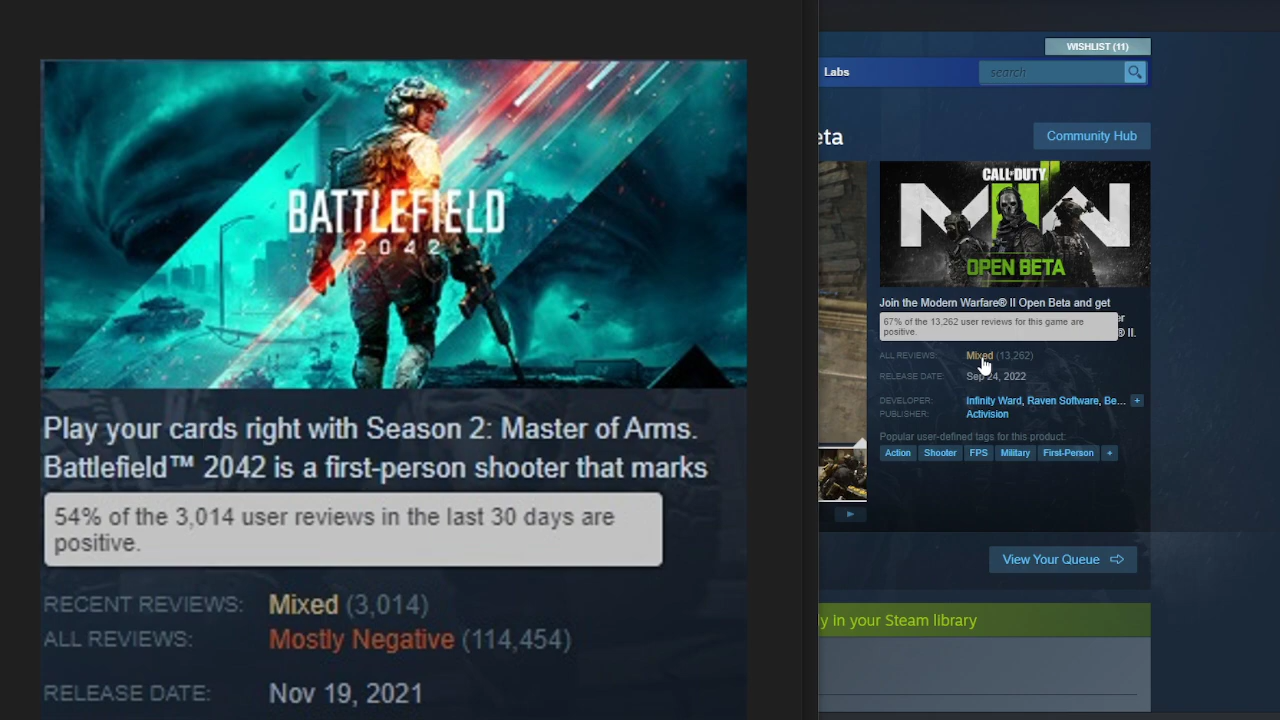 BATTLEFIELD
2042
Play your cards right with Season 2: Master of Arms.
Battlefield™ 2042 is a first-person shooter that marks
54% of the 3,014 user reviews in the last 30 days are
positive.
RECENT REVIEWS: Mixed (3,014)
ALL REVIEWS: Mostly Negative (114,454)
RELEASE DATE: Nov 19, 2021
WISHLIST (11)
Labs
search
eta
Community Hub
CALL OF DUTY
MW
OPEN BETA
Join the Modern Warfare® II Open Beta and get
er
67% of the 13,262 user reviews for this game are
positive.
® II.
ALL REVIEWS: Mixed (13,262)
RELEASE DATE: Sep 24, 2022
DEVELOPER: Infinity Ward, Raven Software, Be... +
PUBLISHER: Activision
Popular user-defined tags for this product:
Action Shooter FPS Military First-Person +
View Your Queue
y in your Steam library